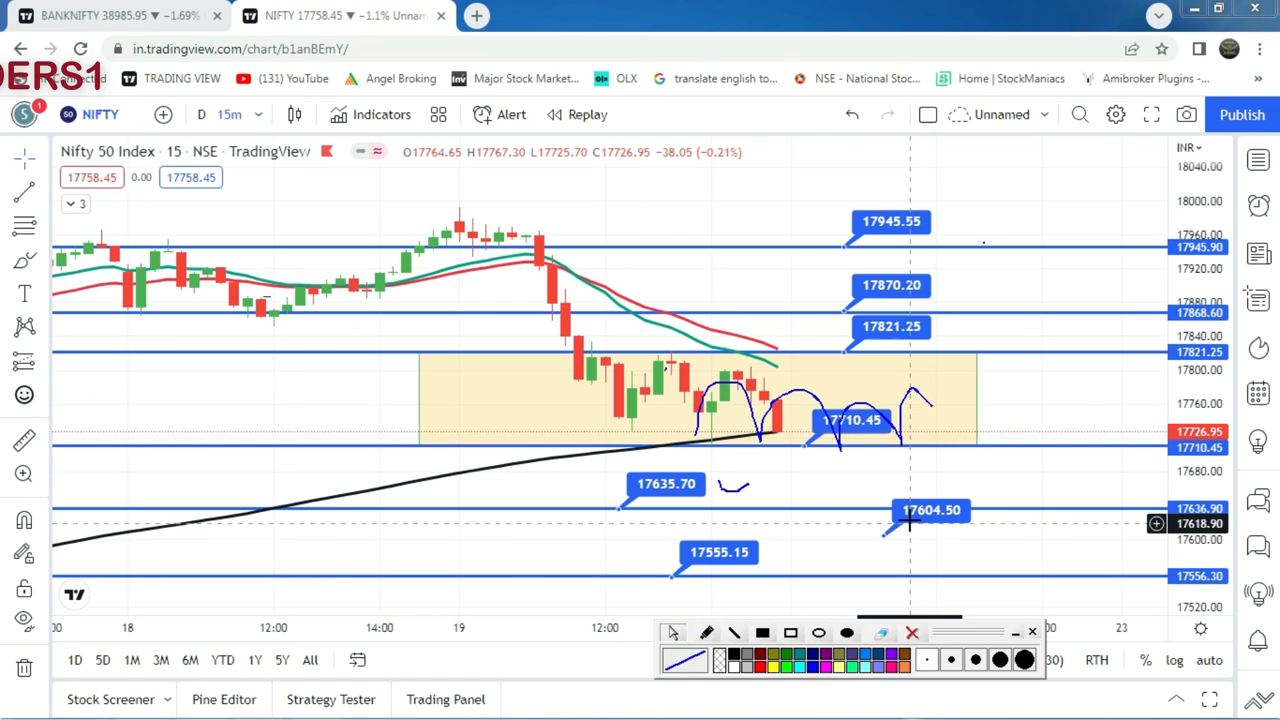 BANKNIFTY 38985.95 ▼ −1.69%
NIFTY 17758.45 ▼ −1.1% Unnam
in.tradingview.com/chart/b1anBEmY/
DERS1
TRADING VIEW (131) YouTube Angel Broking Major Stock Market... OLX translate english to... NSE - National Stoc... Home | StockManiacs Amibroker Plugins -... »
S 1 50 NIFTY D 15m Indicators Alert Replay Unnamed Publish
Nifty 50 Index · 15 · NSE · TradingView O17764.65 H17767.30 L17725.70 C17726.95 −38.05 (−0.21%) INR
18040.00
17758.45 0.00 17758.45
3
18000.00
17945.55
17960.00
17945.90
17920.00
17870.20
17880.00
17868.60
17821.25
17840.00
17821.25
17800.00
17760.00
17710.45
17726.95
17710.45
17680.00
17635.70
17636.90
17604.50
17618.90
17600.00
17555.15
17556.30
17520.00
:00 18 12:00 14:00 19 12:00 :00 23
1D 5D 1M 3M 6M YTD 1Y 5Y All 30) RTH % log auto
Stock Screener Pine Editor Strategy Tester Trading Panel